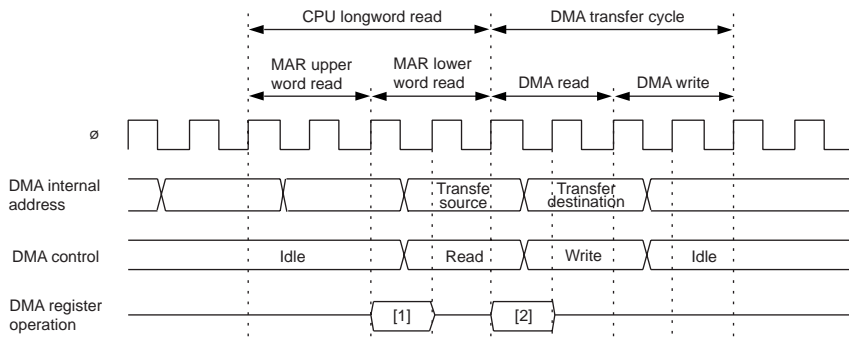 CPU longword read DMA transfer cycle
MAR upper MAR lower
word read word read DMA read DMA write
ø
DMA internal
address
Transfe Transfer
source destination
DMA control Idle Read Write Idle
DMA register
operation
[1] [2]